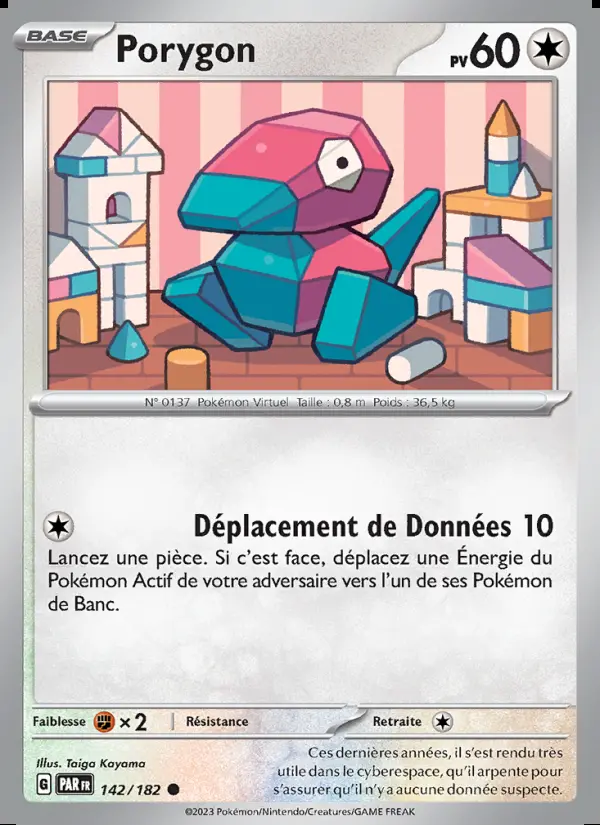 BASE
Porygon
PV 60
N° 0137 Pokémon Virtuel Taille : 0,8 m Poids : 36,5 kg
Déplacement de Données 10
Lancez une pièce. Si c'est face, déplacez une Énergie du
Pokémon Actif de votre adversaire vers l'un de ses Pokémon
de Banc.
Faiblesse ×2 Résistance Retraite
Illus. Taiga Kayama
G PAR FR 142/182
Ces dernières années, il s'est rendu très
utile dans le cyberespace, qu'il arpente pour
s'assurer qu'il n'y a aucune donnée suspecte.
©2023 Pokémon/Nintendo/Creatures/GAME FREAK